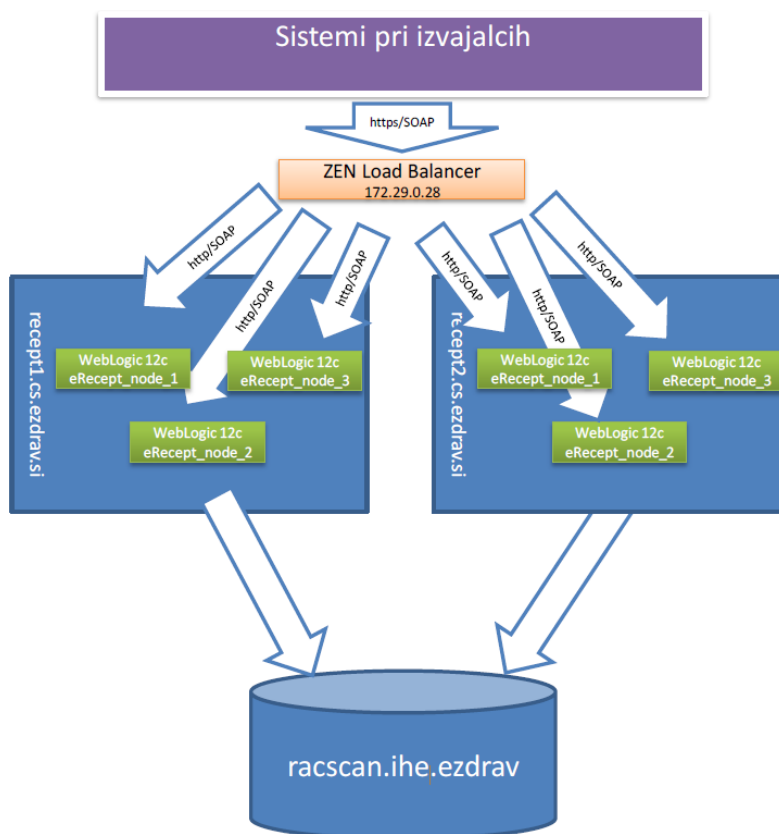 Sistemi pri izvajalcih
https/SOAP
ZEN Load Balancer
172.29.0.28
http/SOAP
http/SOAP
http/SOAP
http/SOAP
http/SOAP
http/SOAP
recept1.cs.ezdrav.si
WebLogic 12c
eRecept_node_1
WebLogic 12c
eRecept_node_3
WebLogic 12c
eRecept_node_2
recept2.cs.ezdrav.si
WebLogic 12c
eRecept_node_1
WebLogic 12c
eRecept_node_3
WebLogic 12c
eRecept_node_2
racscan.ihe.ezdrav